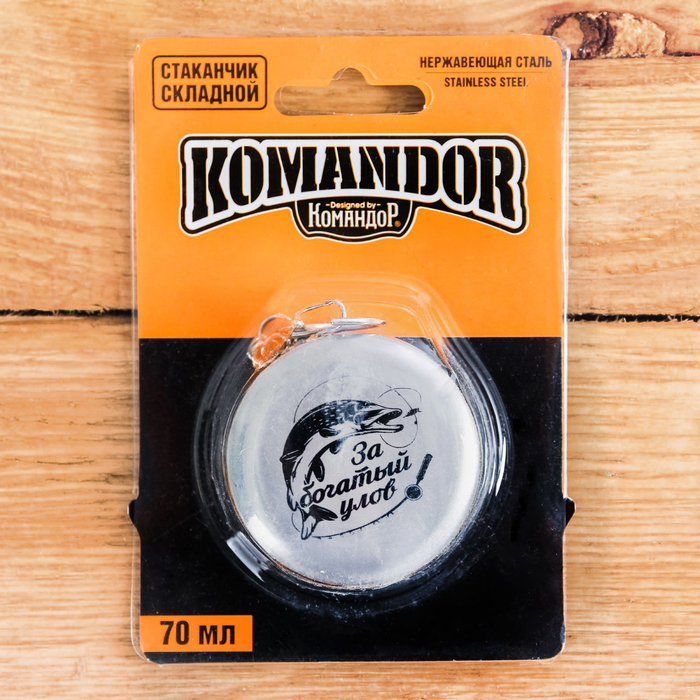 СТАКАНЧИК
СКЛАДНОЙ
НЕРЖАВЕЮЩАЯ СТАЛЬ
STAINLESS STEEL
KOMANDOR
-Designed by-
КОМАНДОР®
За
богатый
улов!
70 мл